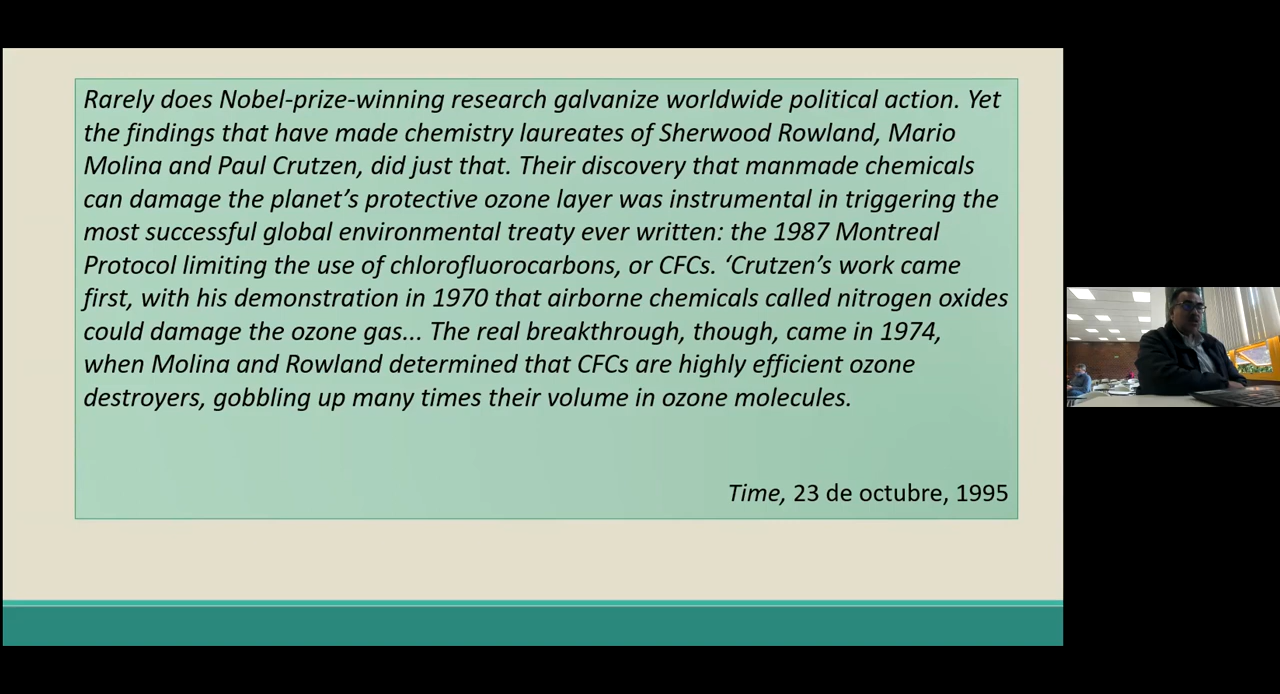 Rarely does Nobel-prize-winning research galvanize worldwide political action. Yet
the findings that have made chemistry laureates of Sherwood Rowland, Mario
Molina and Paul Crutzen, did just that. Their discovery that manmade chemicals
can damage the planet’s protective ozone layer was instrumental in triggering the
most successful global environmental treaty ever written: the 1987 Montreal
Protocol limiting the use of chlorofluorocarbons, or CFCs. ‘Crutzen’s work came
first, with his demonstration in 1970 that airborne chemicals called nitrogen oxides
could damage the ozone gas... The real breakthrough, though, came in 1974,
when Molina and Rowland determined that CFCs are highly efficient ozone
destroyers, gobbling up many times their volume in ozone molecules.
Time, 23 de octubre, 1995